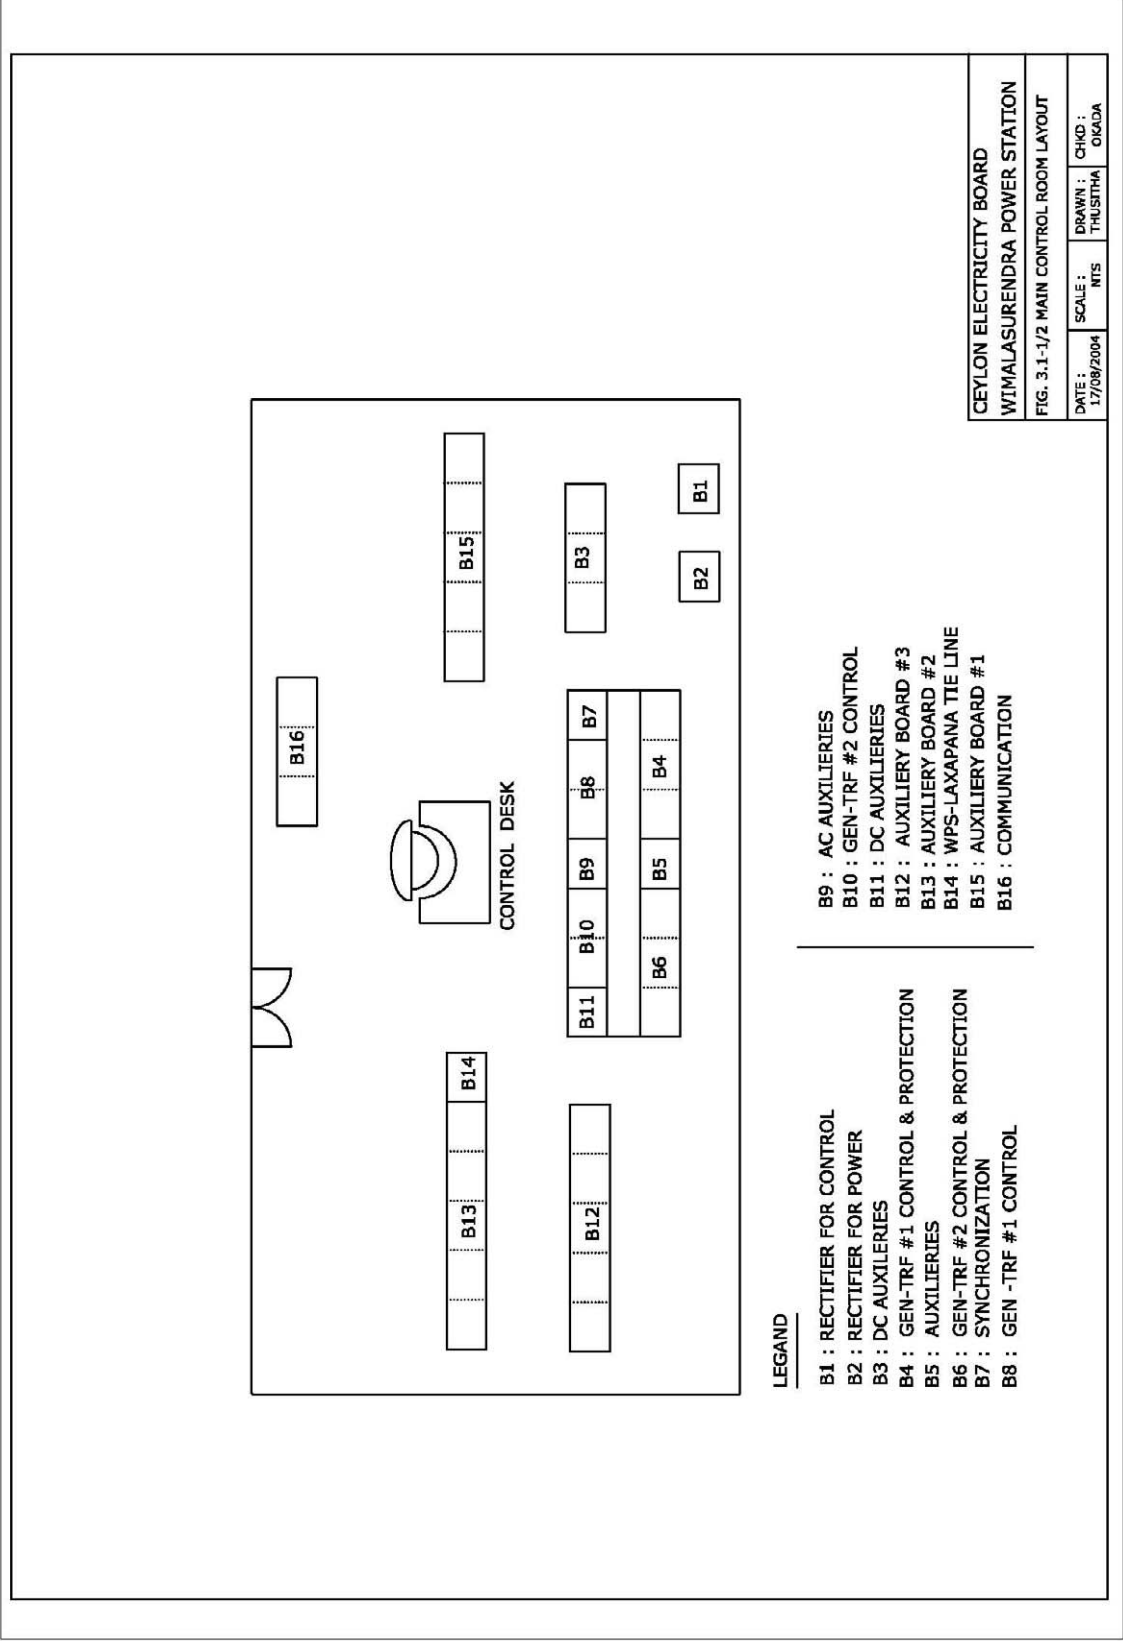 B16
B15
B14
B13
CONTROL DESK
B11
B10
B9
B8
B7
B3
B12
B6
B5
B4
B2
B1
LEGAND
B1 : RECTIFIER FOR CONTROL
B2 : RECTIFIER FOR POWER
B3 : DC AUXILERIES
B4 : GEN-TRF #1 CONTROL & PROTECTION
B5 : AUXILIERIES
B6 : GEN-TRF #2 CONTROL & PROTECTION
B7 : SYNCHRONIZATION
B8 : GEN -TRF #1 CONTROL
B9 : AC AUXILIERIES
B10 : GEN-TRF #2 CONTROL
B11 : DC AUXILIERIES
B12 : AUXILIERY BOARD #3
B13 : AUXILIERY BOARD #2
B14 : WPS-LAXAPANA TIE LINE
B15 : AUXILIERY BOARD #1
B16 : COMMUNICATION
CEYLON ELECTRICITY BOARD
WIMALASURENDRA POWER STATION
FIG. 3.1-1/2 MAIN CONTROL ROOM LAYOUT
DATE :
17/08/2004
SCALE :
NTS
DRAWN :
THUSITHA
CHKD :
OKADA